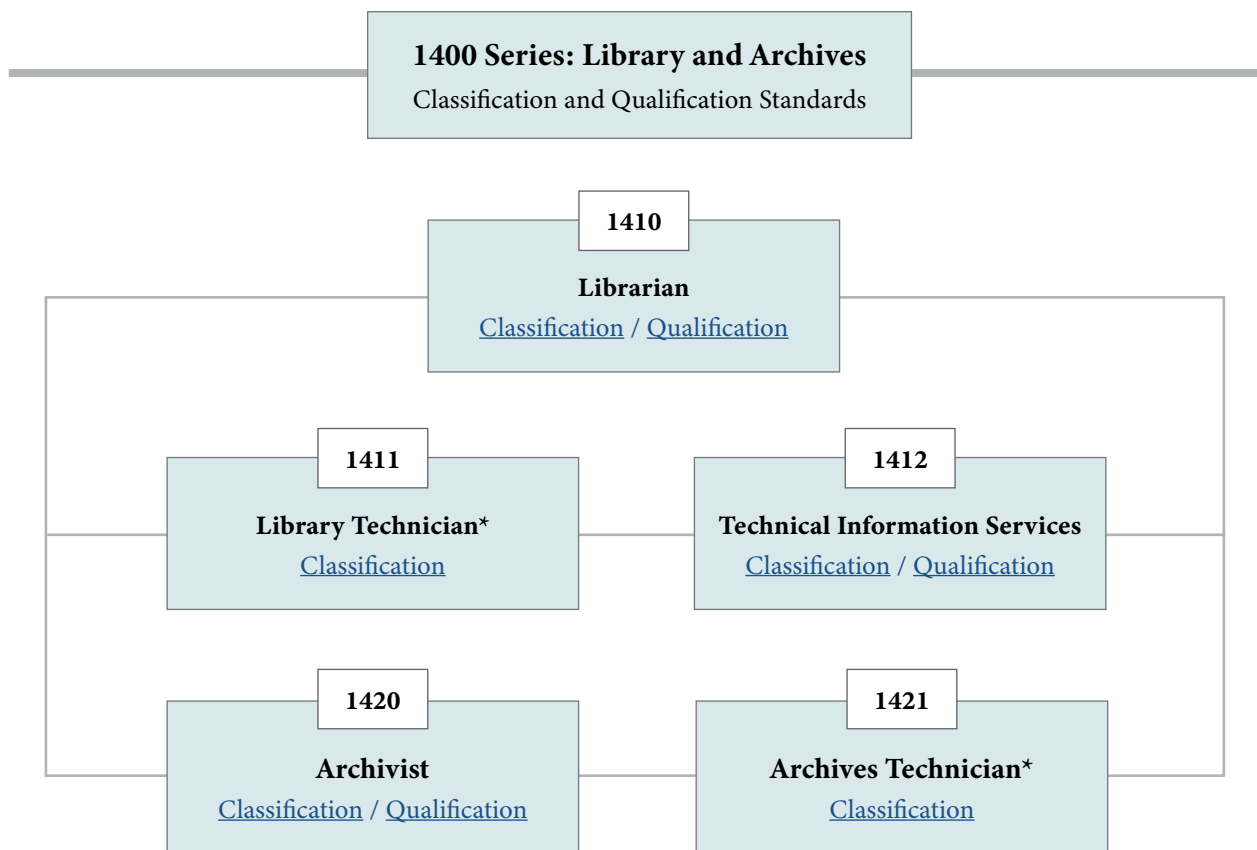 1400 Series: Library and Archives
Classification and Qualification Standards
1410
Librarian
Classification / Qualification
1411
Library Technician*
Classification
1412
Technical Information Services
Classification / Qualification
1420
Archivist
Classification / Qualification
1421
Archives Technician*
Classification